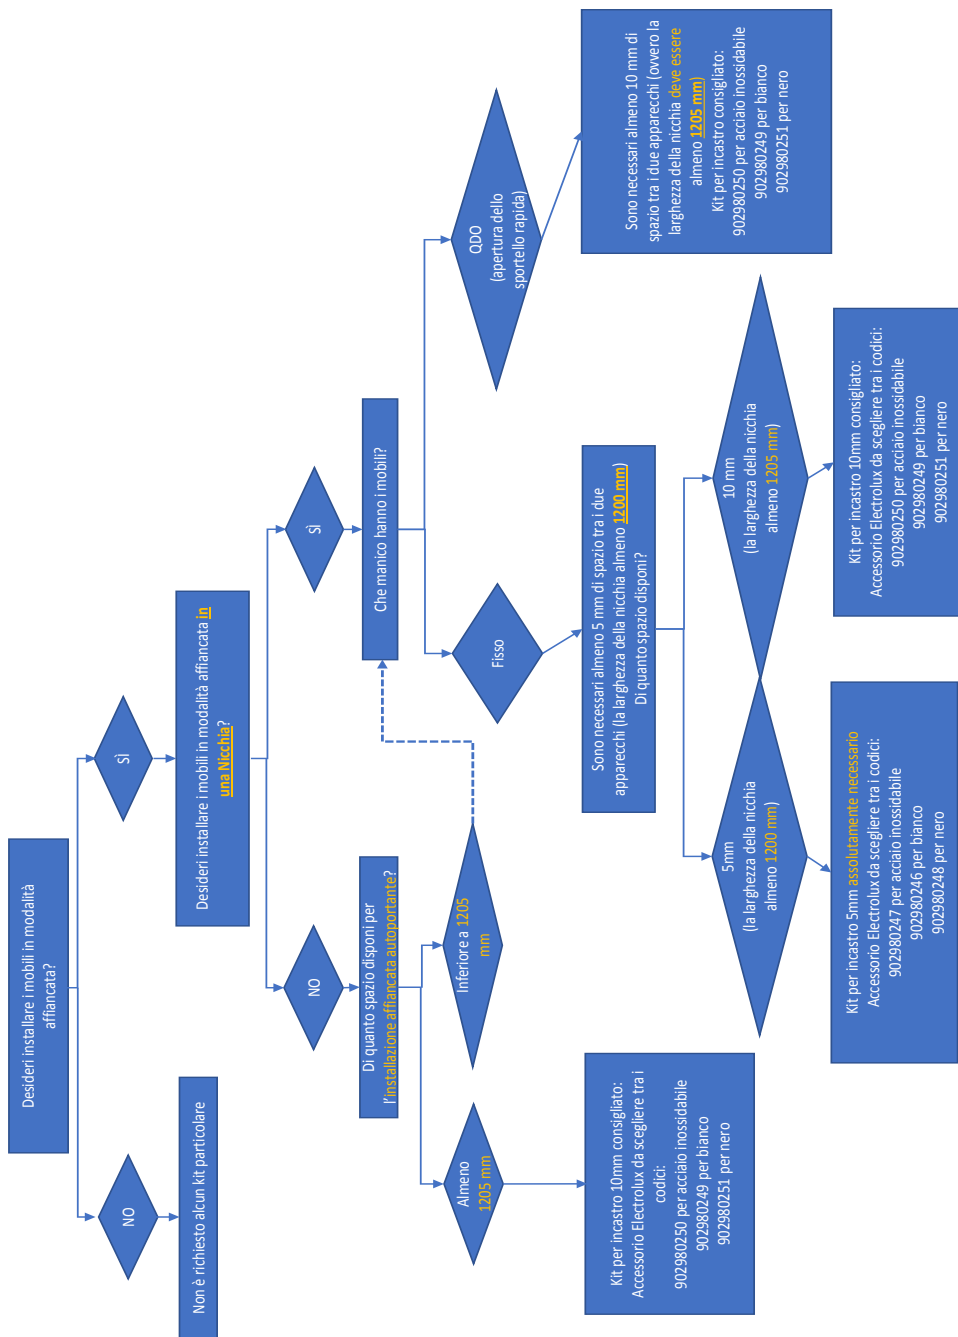 Desideri installare i mobili in modalità
affiancata?
NO
Non è richiesto alcun kit particolare
SÌ
Desideri installare i mobili in modalità affiancata in
una Nicchia?
NO
Di quanto spazio disponi per
l'installazione affiancata autoportante?
Almeno
1205 mm
Kit per incastro 10mm consigliato:
Accessorio Electrolux da scegliere tra i
codici:
902980250 per acciaio inossidabile
902980249 per bianco
902980251 per nero
Inferiore a 1205
mm
SÌ
Che manico hanno i mobili?
Fisso
Sono necessari almeno 5 mm di spazio tra i due
apparecchi (la larghezza della nicchia almeno 1200 mm)
Di quanto spazio disponi?
5mm
(la larghezza della nicchia
almeno 1200 mm)
Kit per incastro 5mm assolutamente necessario
Accessorio Electrolux da scegliere tra i codici:
902980247 per acciaio inossidabile
902980246 per bianco
902980248 per nero
10 mm
(la larghezza della nicchia
almeno 1205 mm)
Kit per incastro 10mm consigliato:
Accessorio Electrolux da scegliere tra i codici:
902980250 per acciaio inossidabile
902980249 per bianco
902980251 per nero
QDO
(apertura dello
sportello rapida)
Sono necessari almeno 10 mm di
spazio tra i due apparecchi (ovvero la
larghezza della nicchia deve essere
almeno 1205 mm)
Kit per incastro consigliato:
902980250 per acciaio inossidabile
902980249 per bianco
902980251 per nero